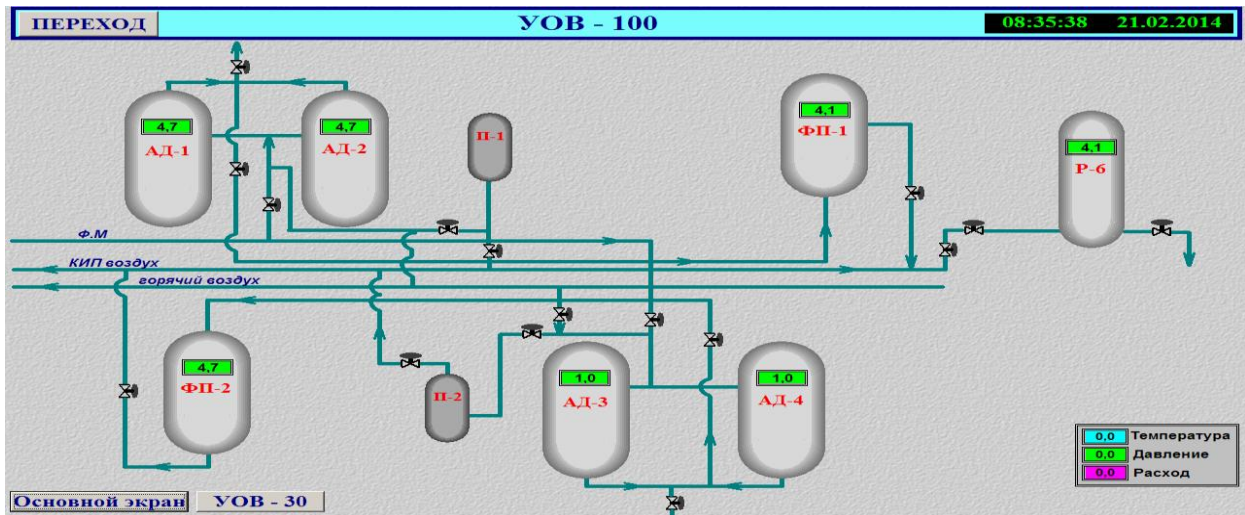 ПЕРЕХОД
УОВ - 100
08:35:38 21.02.2014
4,7
АД-1
4,7
АД-2
П-1
4,1
ФП-1
4,1
Р-6
Ф.М
КИП воздух
горячий воздух
4,7
ФП-2
П-2
1,0
АД-3
1,0
АД-4
0,0 Температура
0,0 Давление
0,0 Расход
Основной экран
УОВ - 30